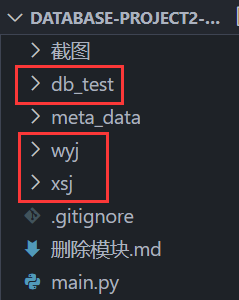 DATABASE-PROJECT2-...
截图
db_test
meta_data
wyj
xsj
.gitignore
删除模块.md
main.py